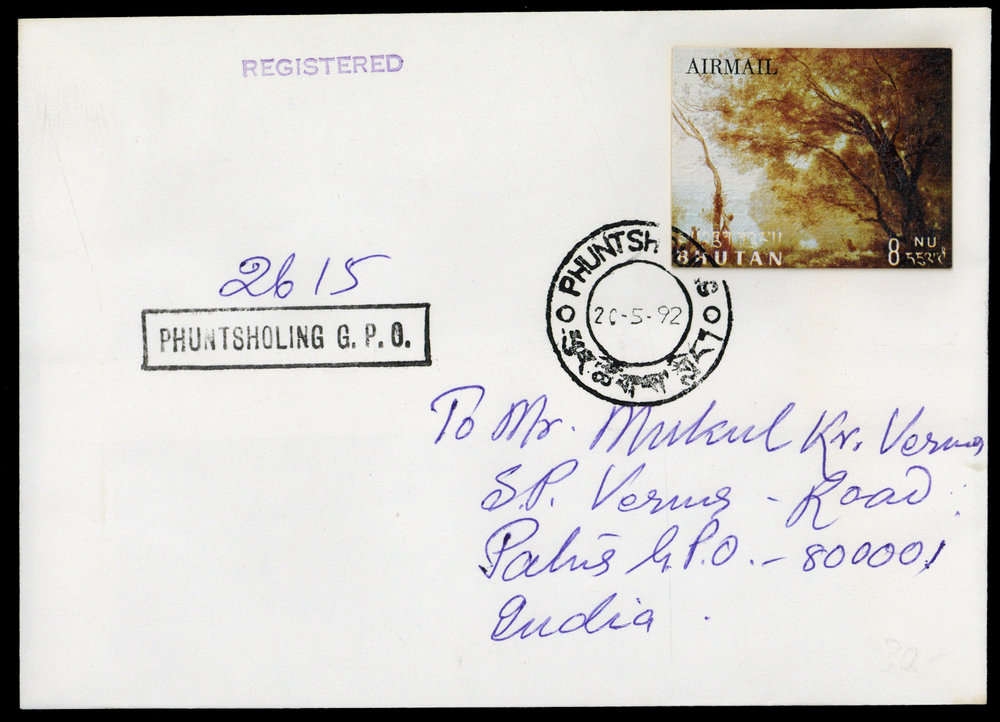 REGISTERED
AIRMAIL
BHUTAN
8 NU
2615
PHUNTSHOLING G. P. O.
PHUNTSH
-5-92
To Mr. Mukul Kr. Verma
S.P. Verma - Road
Patna G.P.O. - 800001
India.